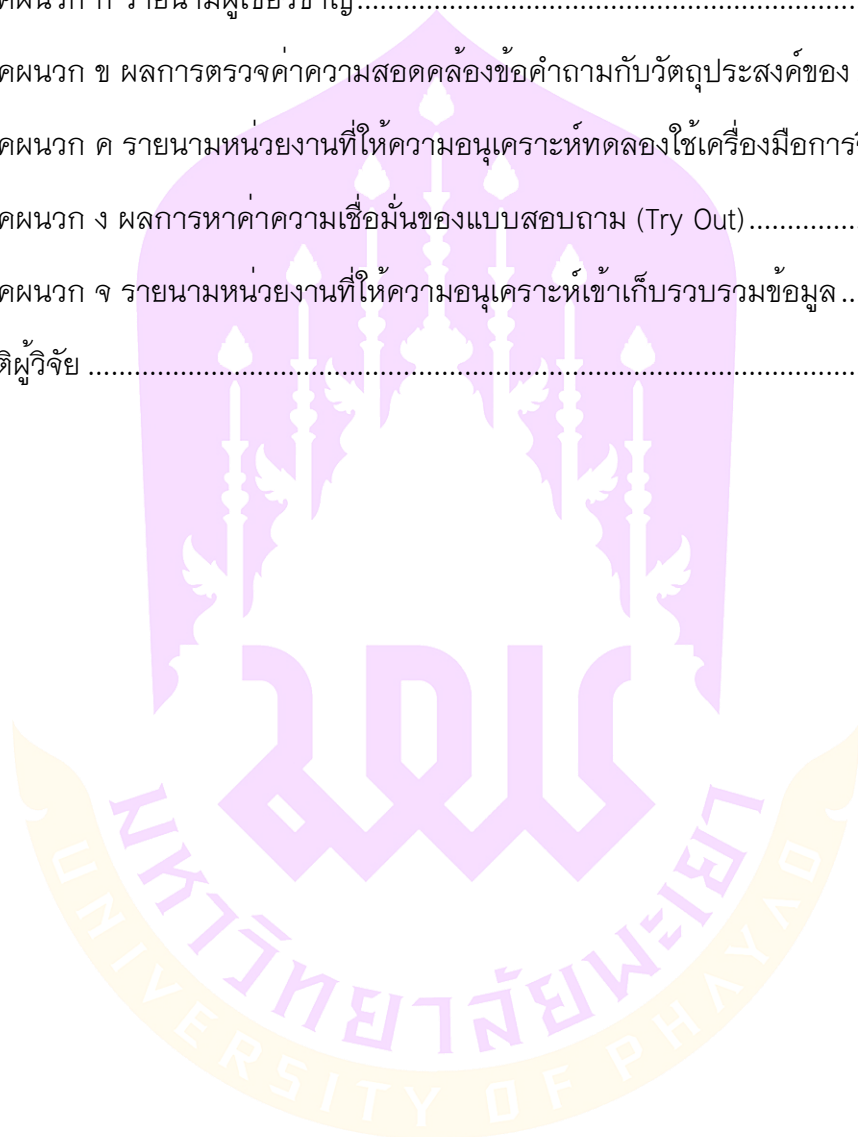 คผนวก ก รายนามผู้เชี่ยวชาญ................................................................................
คผนวก ข ผลการตรวจค่าความสอดคล้องข้อคำถามกับวัตถุประสงค์ของ
คผนวก ค รายนามหน่วยงานที่ให้ความอนุเคราะห์ทดลองใช้เครื่องมือการ
คผนวก ง ผลการหาค่าความเชื่อมั่นของแบบสอบถาม (Try Out)................
คผนวก จ รายนามหน่วยงานที่ให้ความอนุเคราะห์เข้าเก็บรวบรวมข้อมูล..
ติผู้วิจัย ................................................................................................................
มหาวิทยาลัยพะเยา
UNIVERSITY OF PHAYAO